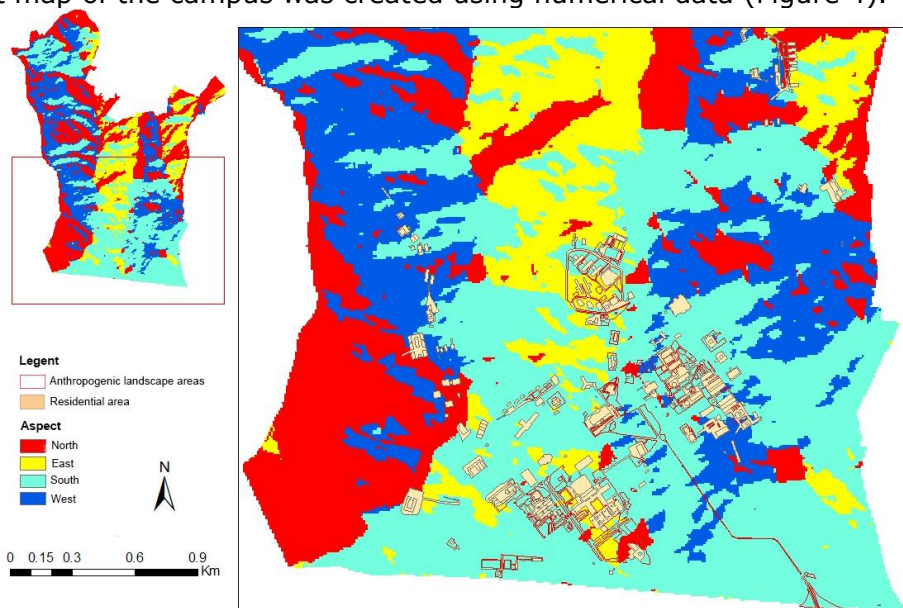 t map of the campus was created using numerical data (Figure 4).
Legent
Anthropogenic landscape areas
Residential area
Aspect
North
East
South
West
N
0 0.15 0.3 0.6 0.9
Km